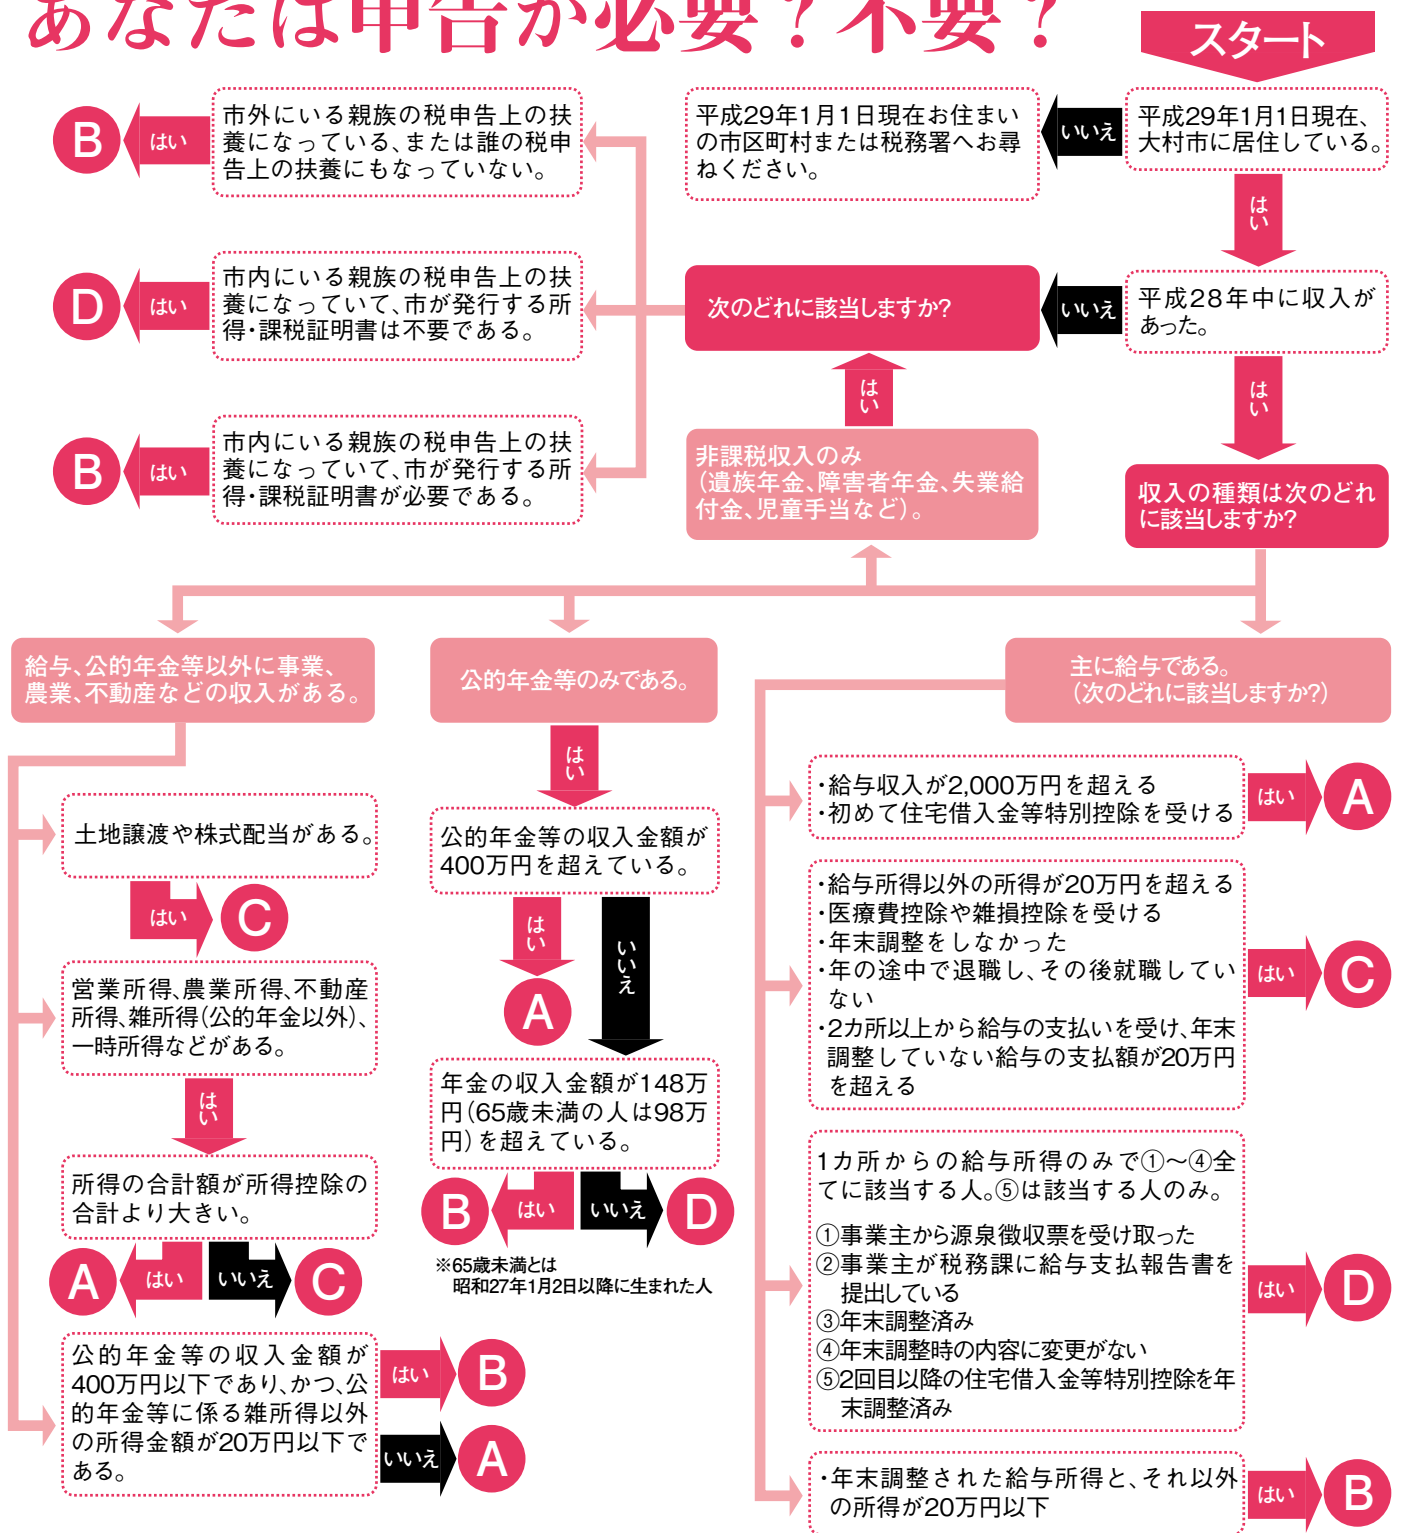 あなたは申告が必要？不要？
スタート
平成29年1月1日現在、
大村市に居住している。
いいえ
平成29年1月1日現在お住まい
の市区町村または税務署へお尋
ねください。
はい
平成28年中に収入が
あった。
いいえ
次のどれに該当しますか?
市外にいる親族の税申告上の扶
養になっている、または誰の税申
告上の扶養にもなっていない。
はい
B
市内にいる親族の税申告上の扶
養になっていて、市が発行する所
得・課税証明書は不要である。
はい
D
市内にいる親族の税申告上の扶
養になっていて、市が発行する所
得・課税証明書が必要である。
はい
B
はい
収入の種類は次のどれ
に該当しますか?
はい
非課税収入のみ
（遺族年金、障害者年金、失業給
付金、児童手当など）。
給与、公的年金等以外に事業、
農業、不動産などの収入がある。
土地譲渡や株式配当がある。
はい
C
営業所得、農業所得、不動産
所得、雑所得（公的年金以外）、
一時所得などがある。
はい
所得の合計額が所得控除の
合計より大きい。
A
はい
いいえ
C
公的年金等の収入金額が
400万円以下であり、かつ、公
的年金等に係る雑所得以外
の所得金額が20万円以下で
ある。
はい
B
いいえ
A
公的年金等のみである。
はい
公的年金等の収入金額が
400万円を超えている。
はい
A
いいえ
年金の収入金額が148万
円（65歳未満の人は98万
円）を超えている。
B
はい
いいえ
D
※65歳未満とは
昭和27年1月2日以降に生まれた人
主に給与である。
（次のどれに該当しますか?）
・給与収入が2,000万円を超える
・初めて住宅借入金等特別控除を受ける
はい
A
・給与所得以外の所得が20万円を超える
・医療費控除や雑損控除を受ける
・年末調整をしなかった
・年の途中で退職し、その後就職してい
ない
・2カ所以上から給与の支払いを受け、年末
調整していない給与の支払額が20万円
を超える
はい
C
1カ所からの給与所得のみで①〜④全
てに該当する人。⑤は該当する人のみ。
①事業主から源泉徴収票を受け取った
②事業主が税務課に給与支払報告書を
提出している
③年末調整済み
④年末調整時の内容に変更がない
⑤2回目以降の住宅借入金等特別控除を年
末調整済み
はい
D
・年末調整された給与所得と、それ以外
の所得が20万円以下
はい
B